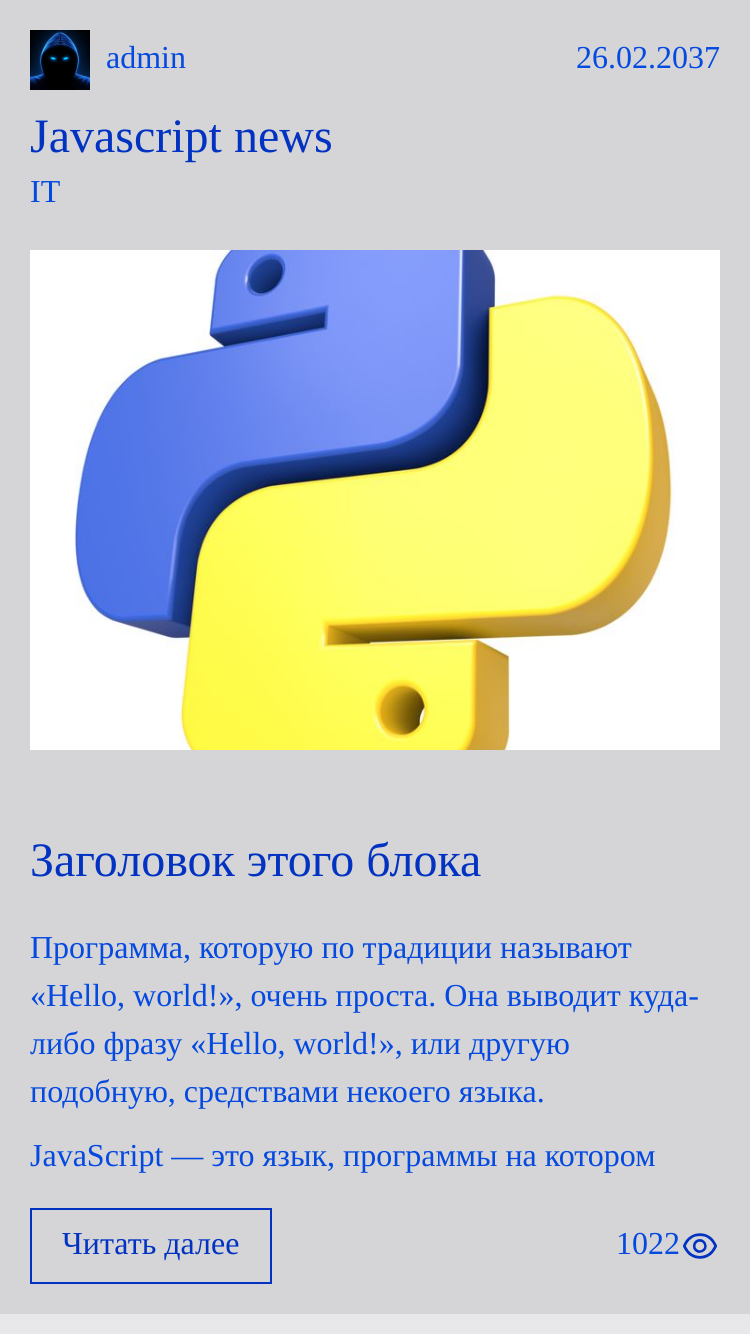 admin
26.02.2037
Javascript news
IT
Заголовок этого блока
Программа, которую по традиции называют
«Hello, world!», очень проста. Она выводит куда-
либо фразу «Hello, world!», или другую
подобную, средствами некоего языка.
JavaScript — это язык, программы на котором
Читать далее
1022